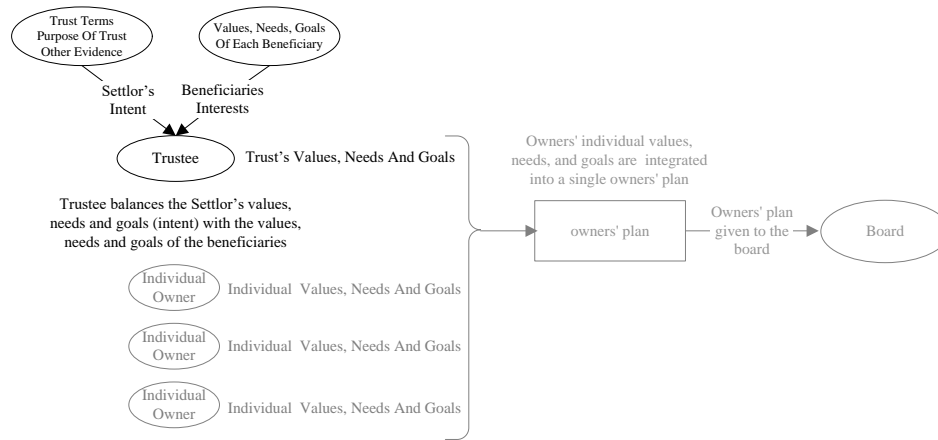 Trust Terms
Purpose Of Trust
Other Evidence
Values, Needs, Goals
Of Each Beneficiary
Settlor's
Intent
Beneficiaries
Interests
Trustee
Trust's Values, Needs And Goals
Trustee balances the Settlor's values,
needs and goals (intent) with the values,
needs and goals of the beneficiaries
Individual
Owner
Individual Values, Needs And Goals
Individual
Owner
Individual Values, Needs And Goals
Individual
Owner
Individual Values, Needs And Goals
Owners' individual values,
needs, and goals are integrated
into a single owners' plan
owners' plan
Owners' plan
given to the
board
Board